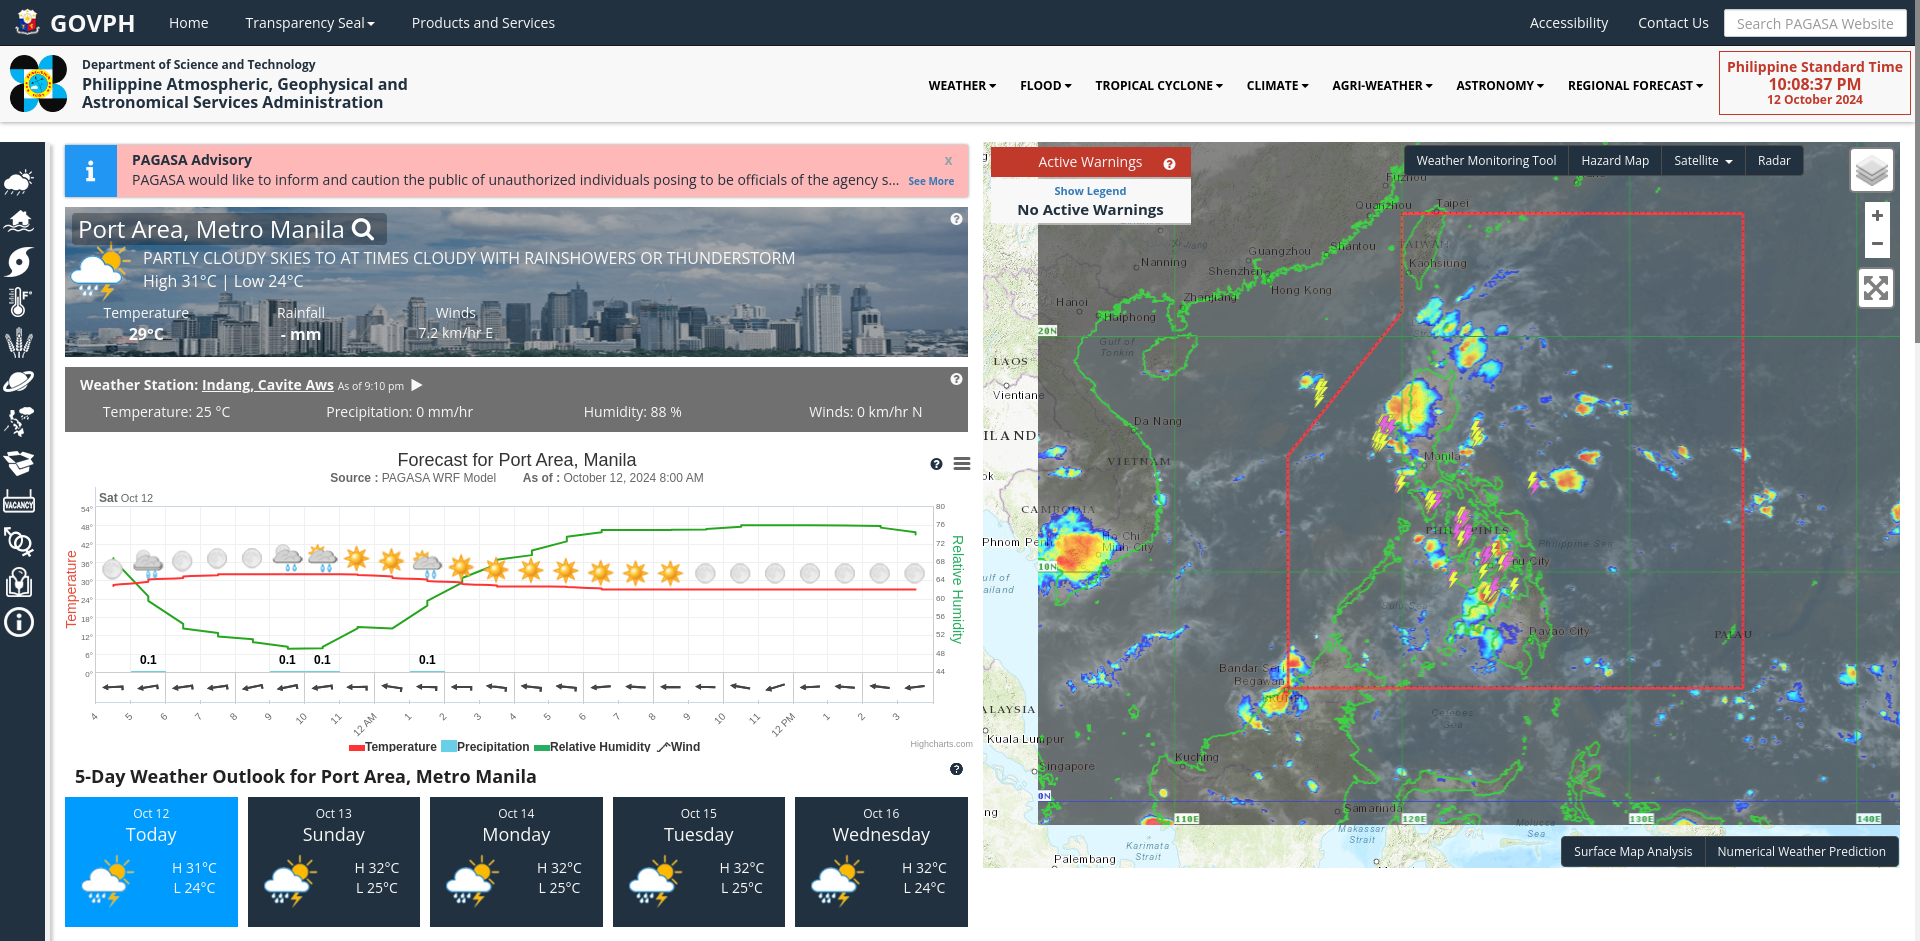 GOVPH
Home
Transparency Seal
Products and Services
Accessibility
Contact Us
Search PAGASA Website
Department of Science and Technology
Philippine Atmospheric, Geophysical and
Astronomical Services Administration
WEATHER
FLOOD
TROPICAL CYCLONE
CLIMATE
AGRI-WEATHER
ASTRONOMY
REGIONAL FORECAST
Philippine Standard Time
10:08:37 PM
12 October 2024
VACANCY
PAGASA Advisory
x
PAGASA would like to inform and caution the public of unauthorized individuals posing to be officials of the agency s...
See More
Port Area, Metro Manila
PARTLY CLOUDY SKIES TO AT TIMES CLOUDY WITH RAINSHOWERS OR THUNDERSTORM
High 31°C | Low 24°C
Temperature
Rainfall
Winds
29°C
- mm
7.2 km/hr E
Weather Station: Indang, Cavite Aws As of 9:10 pm
Temperature: 25 °C
Precipitation: 0 mm/hr
Humidity: 88 %
Winds: 0 km/hr N
Forecast for Port Area, Manila
Source : PAGASA WRF Model
As of : October 12, 2024 8:00 AM
Sat Oct 12
Temperature
54°
48°
42°
36°
30°
24°
18°
12°
6°
0°
80
76
72
68
64
60
56
52
48
44
Relative Humidity
0.1
0.1
0.1
0.1
4
5
6
7
8
9
10
11
12 AM
1
2
3
4
5
6
7
8
9
10
11
12 PM
1
2
3
Temperature
Precipitation
Relative Humidity
Wind
Highcharts.com
5-Day Weather Outlook for Port Area, Metro Manila
Oct 12
Today
H 31°C
L 24°C
Oct 13
Sunday
H 32°C
L 25°C
Oct 14
Monday
H 32°C
L 25°C
Oct 15
Tuesday
H 32°C
L 25°C
Oct 16
Wednesday
H 32°C
L 24°C
Active Warnings
Show Legend
No Active Warnings
Weather Monitoring Tool
Hazard Map
Satellite
Radar
+
−
Fuzhou
Quanzhou
Taipei
Xi Jiang
Guangzhou
Shantou
TAIWAN
Nanning
Shenzhen
Kaohsiung
Hanoi
Zhanjiang
Hong Kong
Haiphong
20N
Gulf of
Tonkin
LAOS
Vientiane
Da Nang
ILAND
Manila
VIETNAM
ok
CAMBODIA
PHILIPPINES
Phnom Pen
Ho Chi
Minh City
Philippine Sea
10N
ulf of
ailand
Sulu
Davao City
PALAU
Bandar Seri
Begawan
ALAYSIA
Celebes
Sea
Kuala Lumpur
Kuching
Singapore
0N
Samarinda
ng
110E
120E
130E
140E
Makassar
Strait
Molucca
Sea
Karimata
Strait
Palembang
Surface Map Analysis
Numerical Weather Prediction